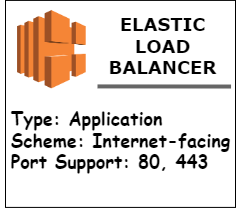 ELASTIC
LOAD
BALANCER
Type: Application
Scheme: Internet-facing
Port Support: 80, 443